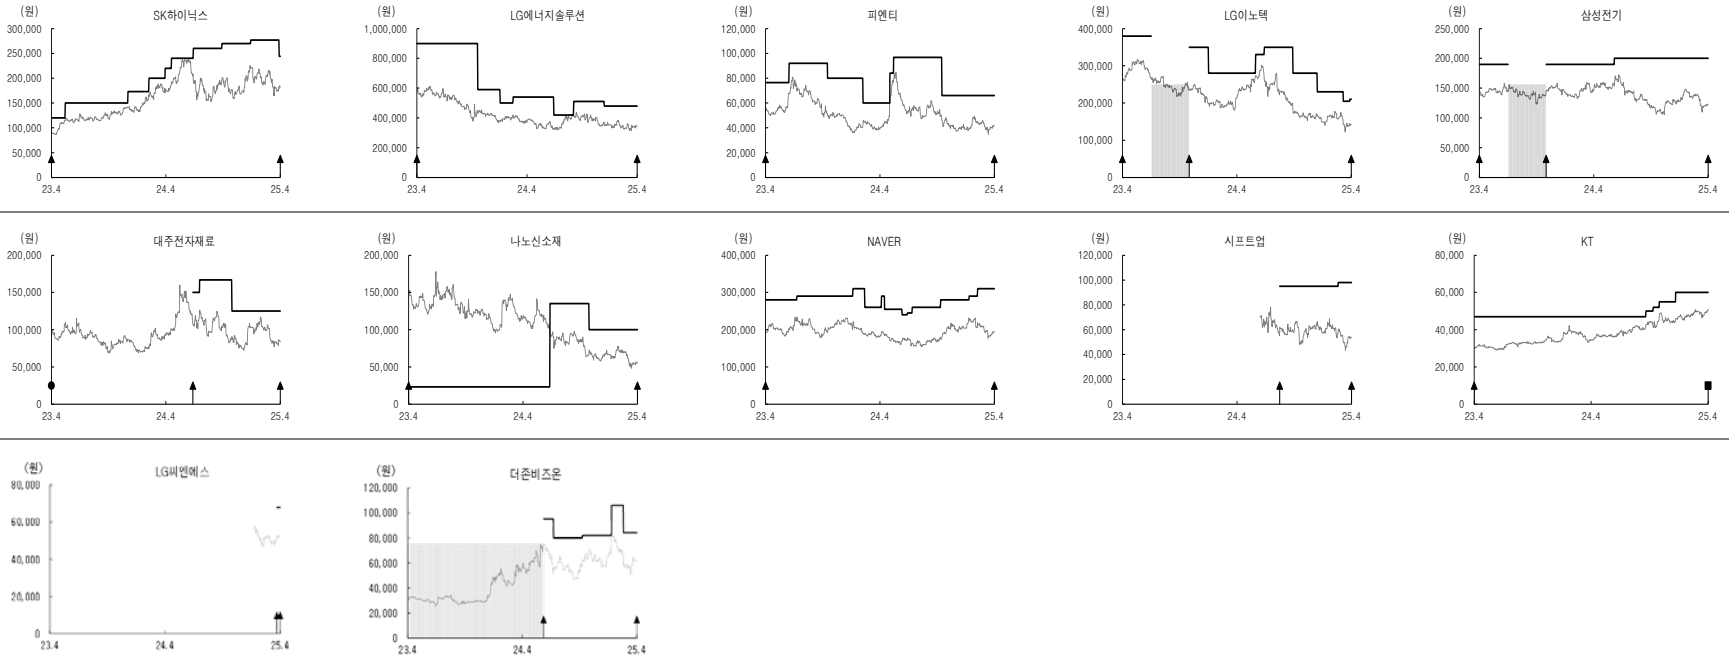 (원) SK하이닉스
300,000
250,000
200,000
150,000
100,000
50,000
0
23.4 24.4 25.4
(원) LG에너지솔루션
1,000,000
800,000
600,000
400,000
200,000
0
23.4 24.4 25.4
(원) 피엔티
120,000
100,000
80,000
60,000
40,000
20,000
0
23.4 24.4 25.4
(원) LG이노텍
400,000
300,000
200,000
100,000
0
23.4 24.4 25.4
(원) 삼성전기
250,000
200,000
150,000
100,000
50,000
0
23.4 24.4 25.4
(원) 대주전자재료
200,000
150,000
100,000
50,000
0
23.4 24.4 25.4
(원) 나노신소재
200,000
150,000
100,000
50,000
0
23.4 24.4 25.4
(원) NAVER
400,000
300,000
200,000
100,000
0
23.4 24.4 25.4
(원) 시프트업
120,000
100,000
80,000
60,000
40,000
20,000
0
23.4 24.4 25.4
(원) KT
80,000
60,000
40,000
20,000
0
23.4 24.4 25.4
(원) LG씨엔에스
80,000
60,000
40,000
20,000
0
23.4 24.4 25.4
(원) 더존비즈온
120,000
100,000
80,000
60,000
40,000
20,000
0
23.4 24.4 25.4